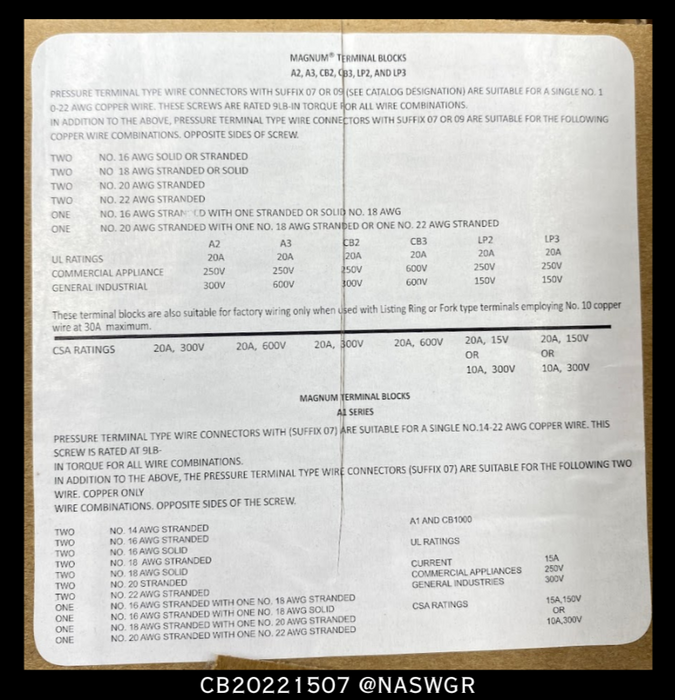 MAGNUM® TERMINAL BLOCKS
A2, A3, CB2, CB3, LP2, AND LP3
PRESSURE TERMINAL TYPE WIRE CONNECTORS WITH SUFFIX 07 OR 09 (SEE CATALOG DESIGNATION) ARE SUITABLE FOR A SINGLE NO. 1
0-22 AWG COPPER WIRE. THESE SCREWS ARE RATED 9LB-IN TORQUE FOR ALL WIRE COMBINATIONS.
IN ADDITION TO THE ABOVE, PRESSURE TERMINAL TYPE WIRE CONNECTORS WITH SUFFIX 07 OR 09 ARE SUITABLE FOR THE FOLLOWING
COPPER WIRE COMBINATIONS. OPPOSITE SIDES OF SCREW.
TWO NO. 16 AWG SOLID OR STRANDED
TWO NO 18 AWG STRANDED OR SOLID
TWO NO. 20 AWG STRANDED
TWO NO. 22 AWG STRANDED
ONE NO. 16 AWG STRAN CD WITH ONE STRANDED OR SOLID NO. 18 AWG
ONE NO. 20 AWG STRANDED WITH ONE NO. 18 AWG STRANDED OR ONE NO. 22 AWG STRANDED
A2 A3 CB2 CB3 LP2 LP3
UL RATINGS 20A 20A 20A 20A 20A 20A
COMMERCIAL APPLIANCE 250V 250V 250V 600V 250V 250V
GENERAL INDUSTRIAL 300V 600V 300V 600V 150V 150V
These terminal blocks are also suitable for factory wiring only when used with Listing Ring or Fork type terminals employing No. 10 copper
wire at 30A maximum.
CSA RATINGS 20A, 300V 20A, 600V 20A, 300V 20A, 600V 20A, 15V 20A, 150V
OR OR
10A, 300V 10A, 300V
MAGNUM TERMINAL BLOCKS
A1 SERIES
PRESSURE TERMINAL TYPE WIRE CONNECTORS WITH (SUFFIX 07) ARE SUITABLE FOR A SINGLE NO.14-22 AWG COPPER WIRE. THIS
SCREW IS RATED AT 9LB-
IN TORQUE FOR ALL WIRE COMBINATIONS.
IN ADDITION TO THE ABOVE, THE PRESSURE TERMINAL TYPE WIRE CONNECTORS (SUFFIX 07) ARE SUITABLE FOR THE FOLLOWING TWO
WIRE. COPPER ONLY
WIRE COMBINATIONS. OPPOSITE SIDES OF THE SCREW.
TWO NO. 14 AWG STRANDED
TWO NO. 16 AWG STRANDED
TWO NO. 16 AWG SOLID
TWO NO. 18 AWG STRANDED
TWO NO. 18 AWG SOLID
TWO NO. 20 STRANDED
TWO NO. 22 AWG STRANDED
ONE NO. 16 AWG STRANDED WITH ONE NO. 18 AWG STRANDED
ONE NO. 16 AWG STRANDED WITH ONE NO. 18 AWG SOLID
ONE NO. 18 AWG STRANDED WITH ONE NO. 20 AWG STRANDED
ONE NO. 20 AWG STRANDED WITH ONE NO. 22 AWG STRANDED
A1 AND CB1000
UL RATINGS
CURRENT 15A
COMMERCIAL APPLIANCES 250V
GENERAL INDUSTRIES 300V
CSA RATINGS 15A,150V
OR
10A,300V
CB20221507 @NASWGR